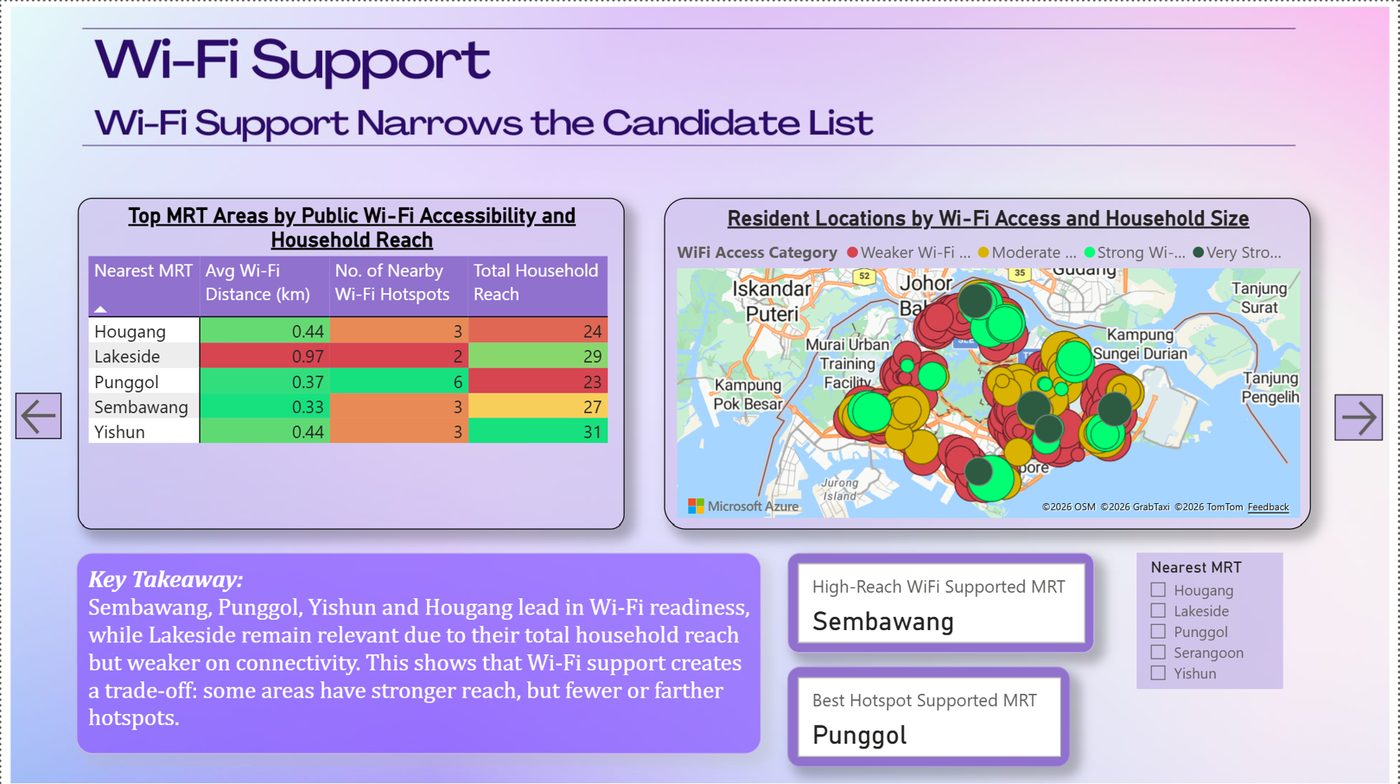 Wi-Fi Support
Wi-Fi Support Narrows the Candidate List
Top MRT Areas by Public Wi-Fi Accessibility and
Household Reach
Nearest MRT
Avg Wi-Fi
Distance (km)
No. of Nearby
Wi-Fi Hotspots
Total Household
Reach
Hougang 0.44 3 24
Lakeside 0.97 2 29
Punggol 0.37 6 23
Sembawang 0.33 3 27
Yishun 0.44 3 31
Resident Locations by Wi-Fi Access and Household Size
WiFi Access Category Weaker Wi-Fi ... Moderate ... Strong Wi-... Very Stro...
Iskandar
Puteri
52
Johor
35
Gudang
Tanjung
Surat
Murai Urban
Training
Facility
Kampung
Sungei Durian
Kampung
Pok Besar
Tanjung
Pengelih
Jurong
Island
pore
Microsoft Azure
©2026 OSM ©2026 GrabTaxi ©2026 TomTom Feedback
Key Takeaway:
Sembawang, Punggol, Yishun and Hougang lead in Wi-Fi readiness,
while Lakeside remain relevant due to their total household reach
but weaker on connectivity. This shows that Wi-Fi support creates
a trade-off: some areas have stronger reach, but fewer or farther
hotspots.
High-Reach WiFi Supported MRT
Sembawang
Best Hotspot Supported MRT
Punggol
Nearest MRT
Hougang
Lakeside
Punggol
Serangoon
Yishun